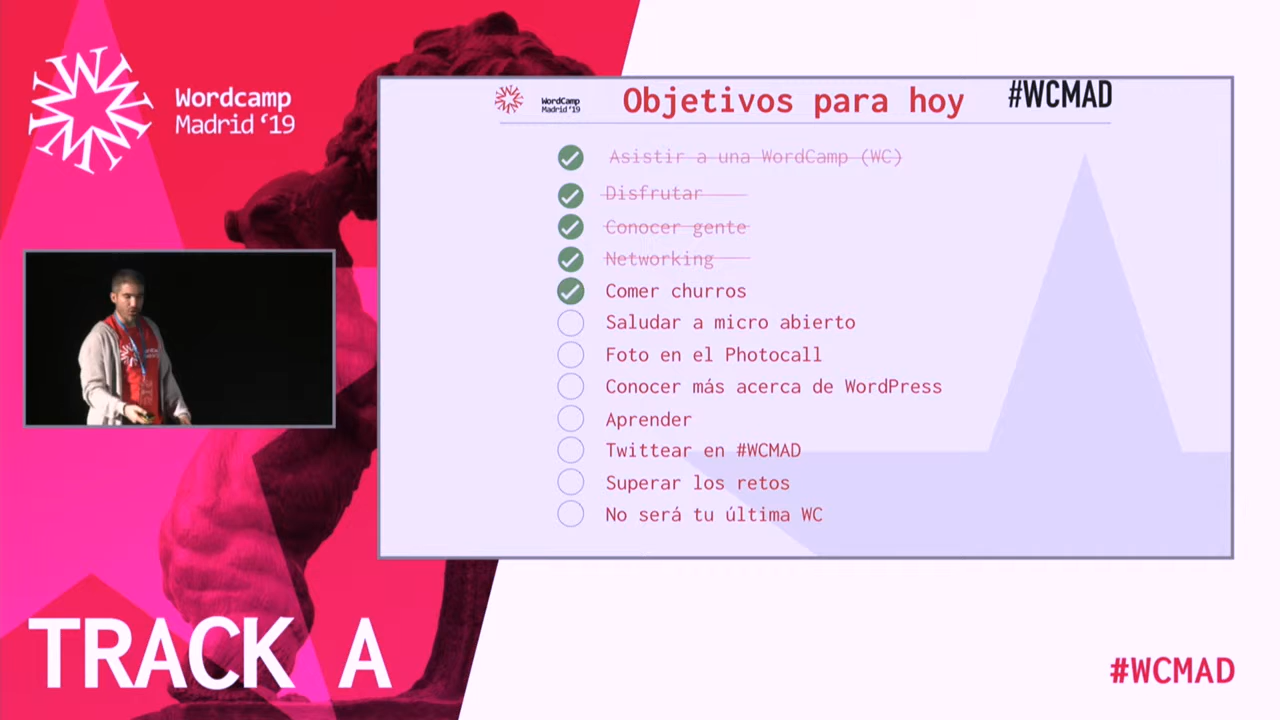 Wordcamp
Madrid '19
WordCamp
Madrid '19
Objetivos para hoy
#WCMAD
Asistir a una WordCamp (WC)
Disfrutar
Conocer gente
Networking
Comer churros
Saludar a micro abierto
Foto en el Photocall
Conocer más acerca de WordPress
Aprender
Twittear en #WCMAD
Superar los retos
No será tu última WC
TRACK A
#WCMAD